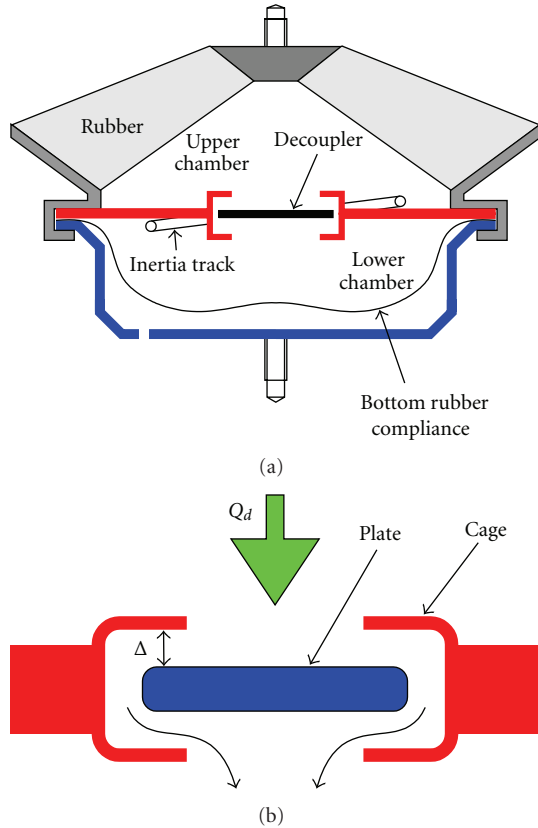 Rubber
Upper
chamber
Decoupler
Inertia track
Lower
chamber
Bottom rubber
compliance
(a)
Q_d
Plate
Cage
Δ
(b)